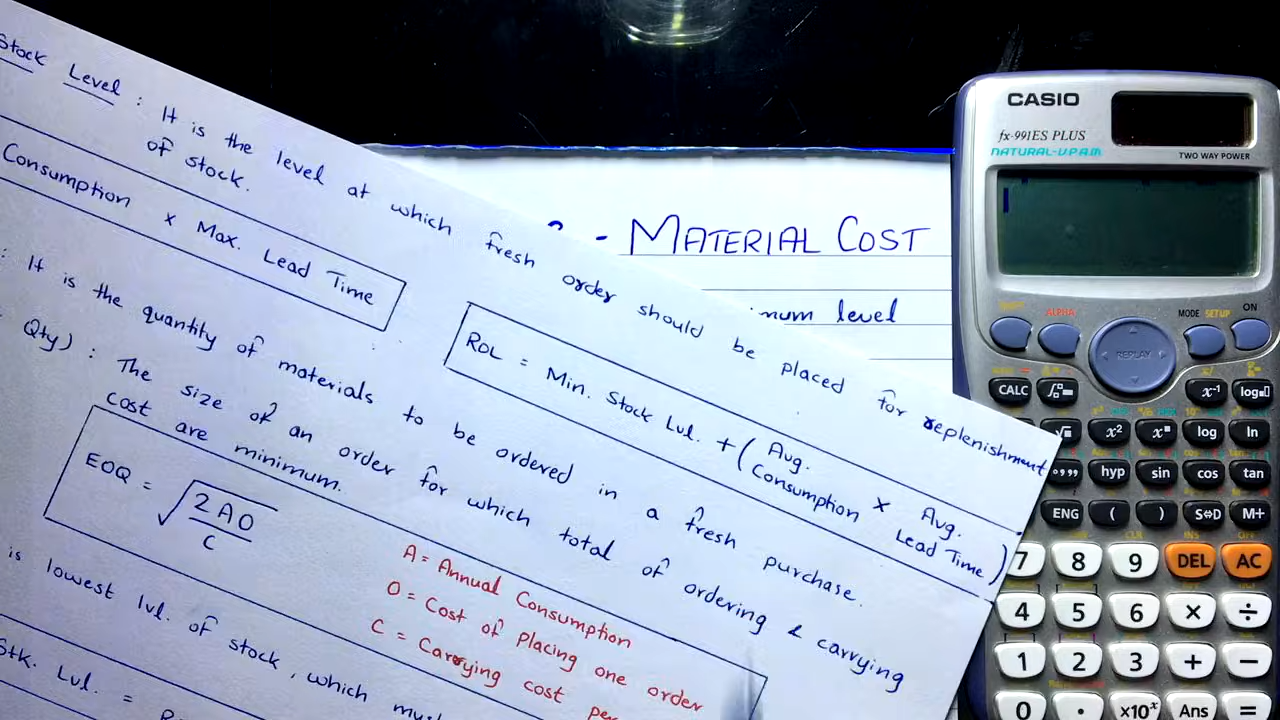 Stock Level : It is the level at which fresh order should be placed for replenishment
of stock.
Consumption x Max. Lead Time
ROL = Min. Stock Lvl. + ( Avg. Consumption x Avg. Lead Time )
: It is the quantity of materials to be ordered in a fresh purchase.
Qty) : The size of an order for which total of ordering & carrying
cost are minimum.
EOQ = √ 2AO / C
A = Annual Consumption
O = Cost of placing one order
C = Carrying cost per
is lowest lvl. of stock, which must
Stk. Lvl. =
- MATERIAL COST
level
CASIO
fx-991ES PLUS
NATURAL-V.P.A.M.
TWO WAY POWER
SHIFT ALPHA MODE SETUP ON
REPLAY
CALC x⁻¹ log
x² log ln
hyp sin cos tan
ENG ( ) S⇔D M+
7 8 9 DEL AC
4 5 6 × ÷
1 2 3 + −
0 . ×10ˣ Ans =